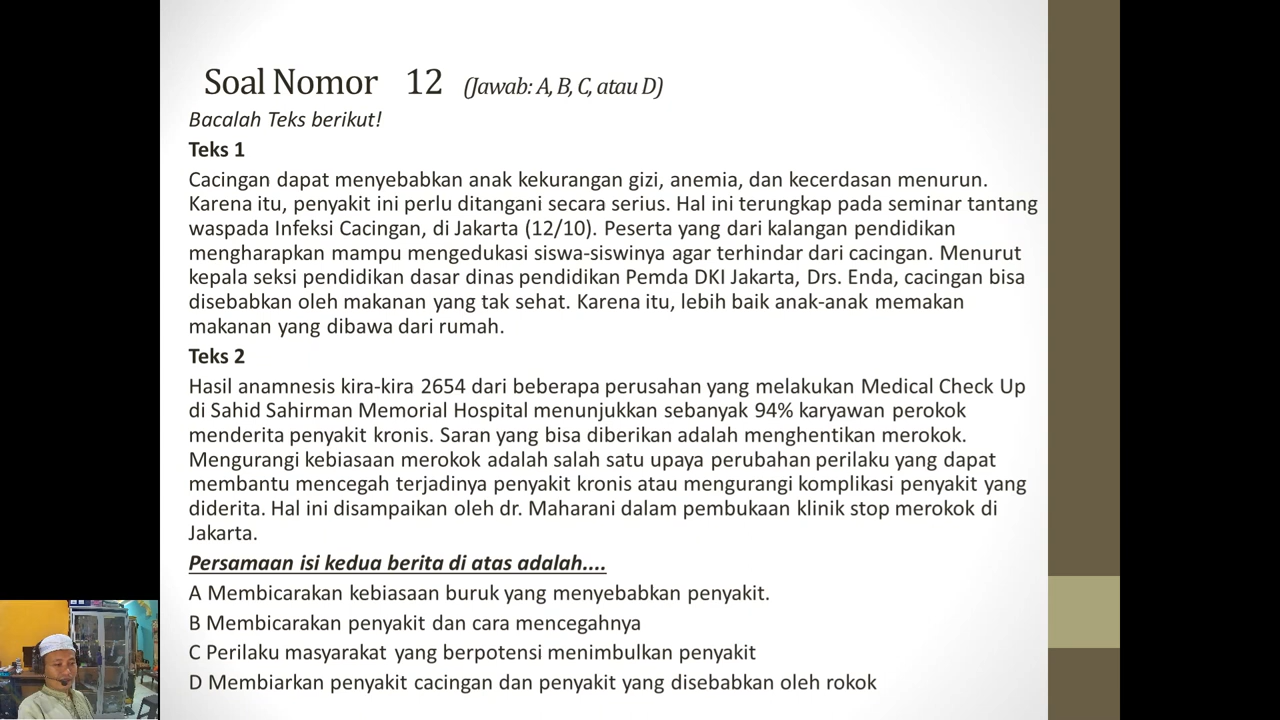 Soal Nomor 12 (Jawab: A, B, C, atau D)
Bacalah Teks berikut!
Teks 1
Cacingan dapat menyebabkan anak kekurangan gizi, anemia, dan kecerdasan menurun.
Karena itu, penyakit ini perlu ditangani secara serius. Hal ini terungkap pada seminar tantang
waspada Infeksi Cacingan, di Jakarta (12/10). Peserta yang dari kalangan pendidikan
mengharapkan mampu mengedukasi siswa-siswinya agar terhindar dari cacingan. Menurut
kepala seksi pendidikan dasar dinas pendidikan Pemda DKI Jakarta, Drs. Enda, cacingan bisa
disebabkan oleh makanan yang tak sehat. Karena itu, lebih baik anak-anak memakan
makanan yang dibawa dari rumah.
Teks 2
Hasil anamnesis kira-kira 2654 dari beberapa perusahan yang melakukan Medical Check Up
di Sahid Sahirman Memorial Hospital menunjukkan sebanyak 94% karyawan perokok
menderita penyakit kronis. Saran yang bisa diberikan adalah menghentikan merokok.
Mengurangi kebiasaan merokok adalah salah satu upaya perubahan perilaku yang dapat
membantu mencegah terjadinya penyakit kronis atau mengurangi komplikasi penyakit yang
diderita. Hal ini disampaikan oleh dr. Maharani dalam pembukaan klinik stop merokok di
Jakarta.
Persamaan isi kedua berita di atas adalah....
A Membicarakan kebiasaan buruk yang menyebabkan penyakit.
B Membicarakan penyakit dan cara mencegahnya
C Perilaku masyarakat yang berpotensi menimbulkan penyakit
D Membiarkan penyakit cacingan dan penyakit yang disebabkan oleh rokok